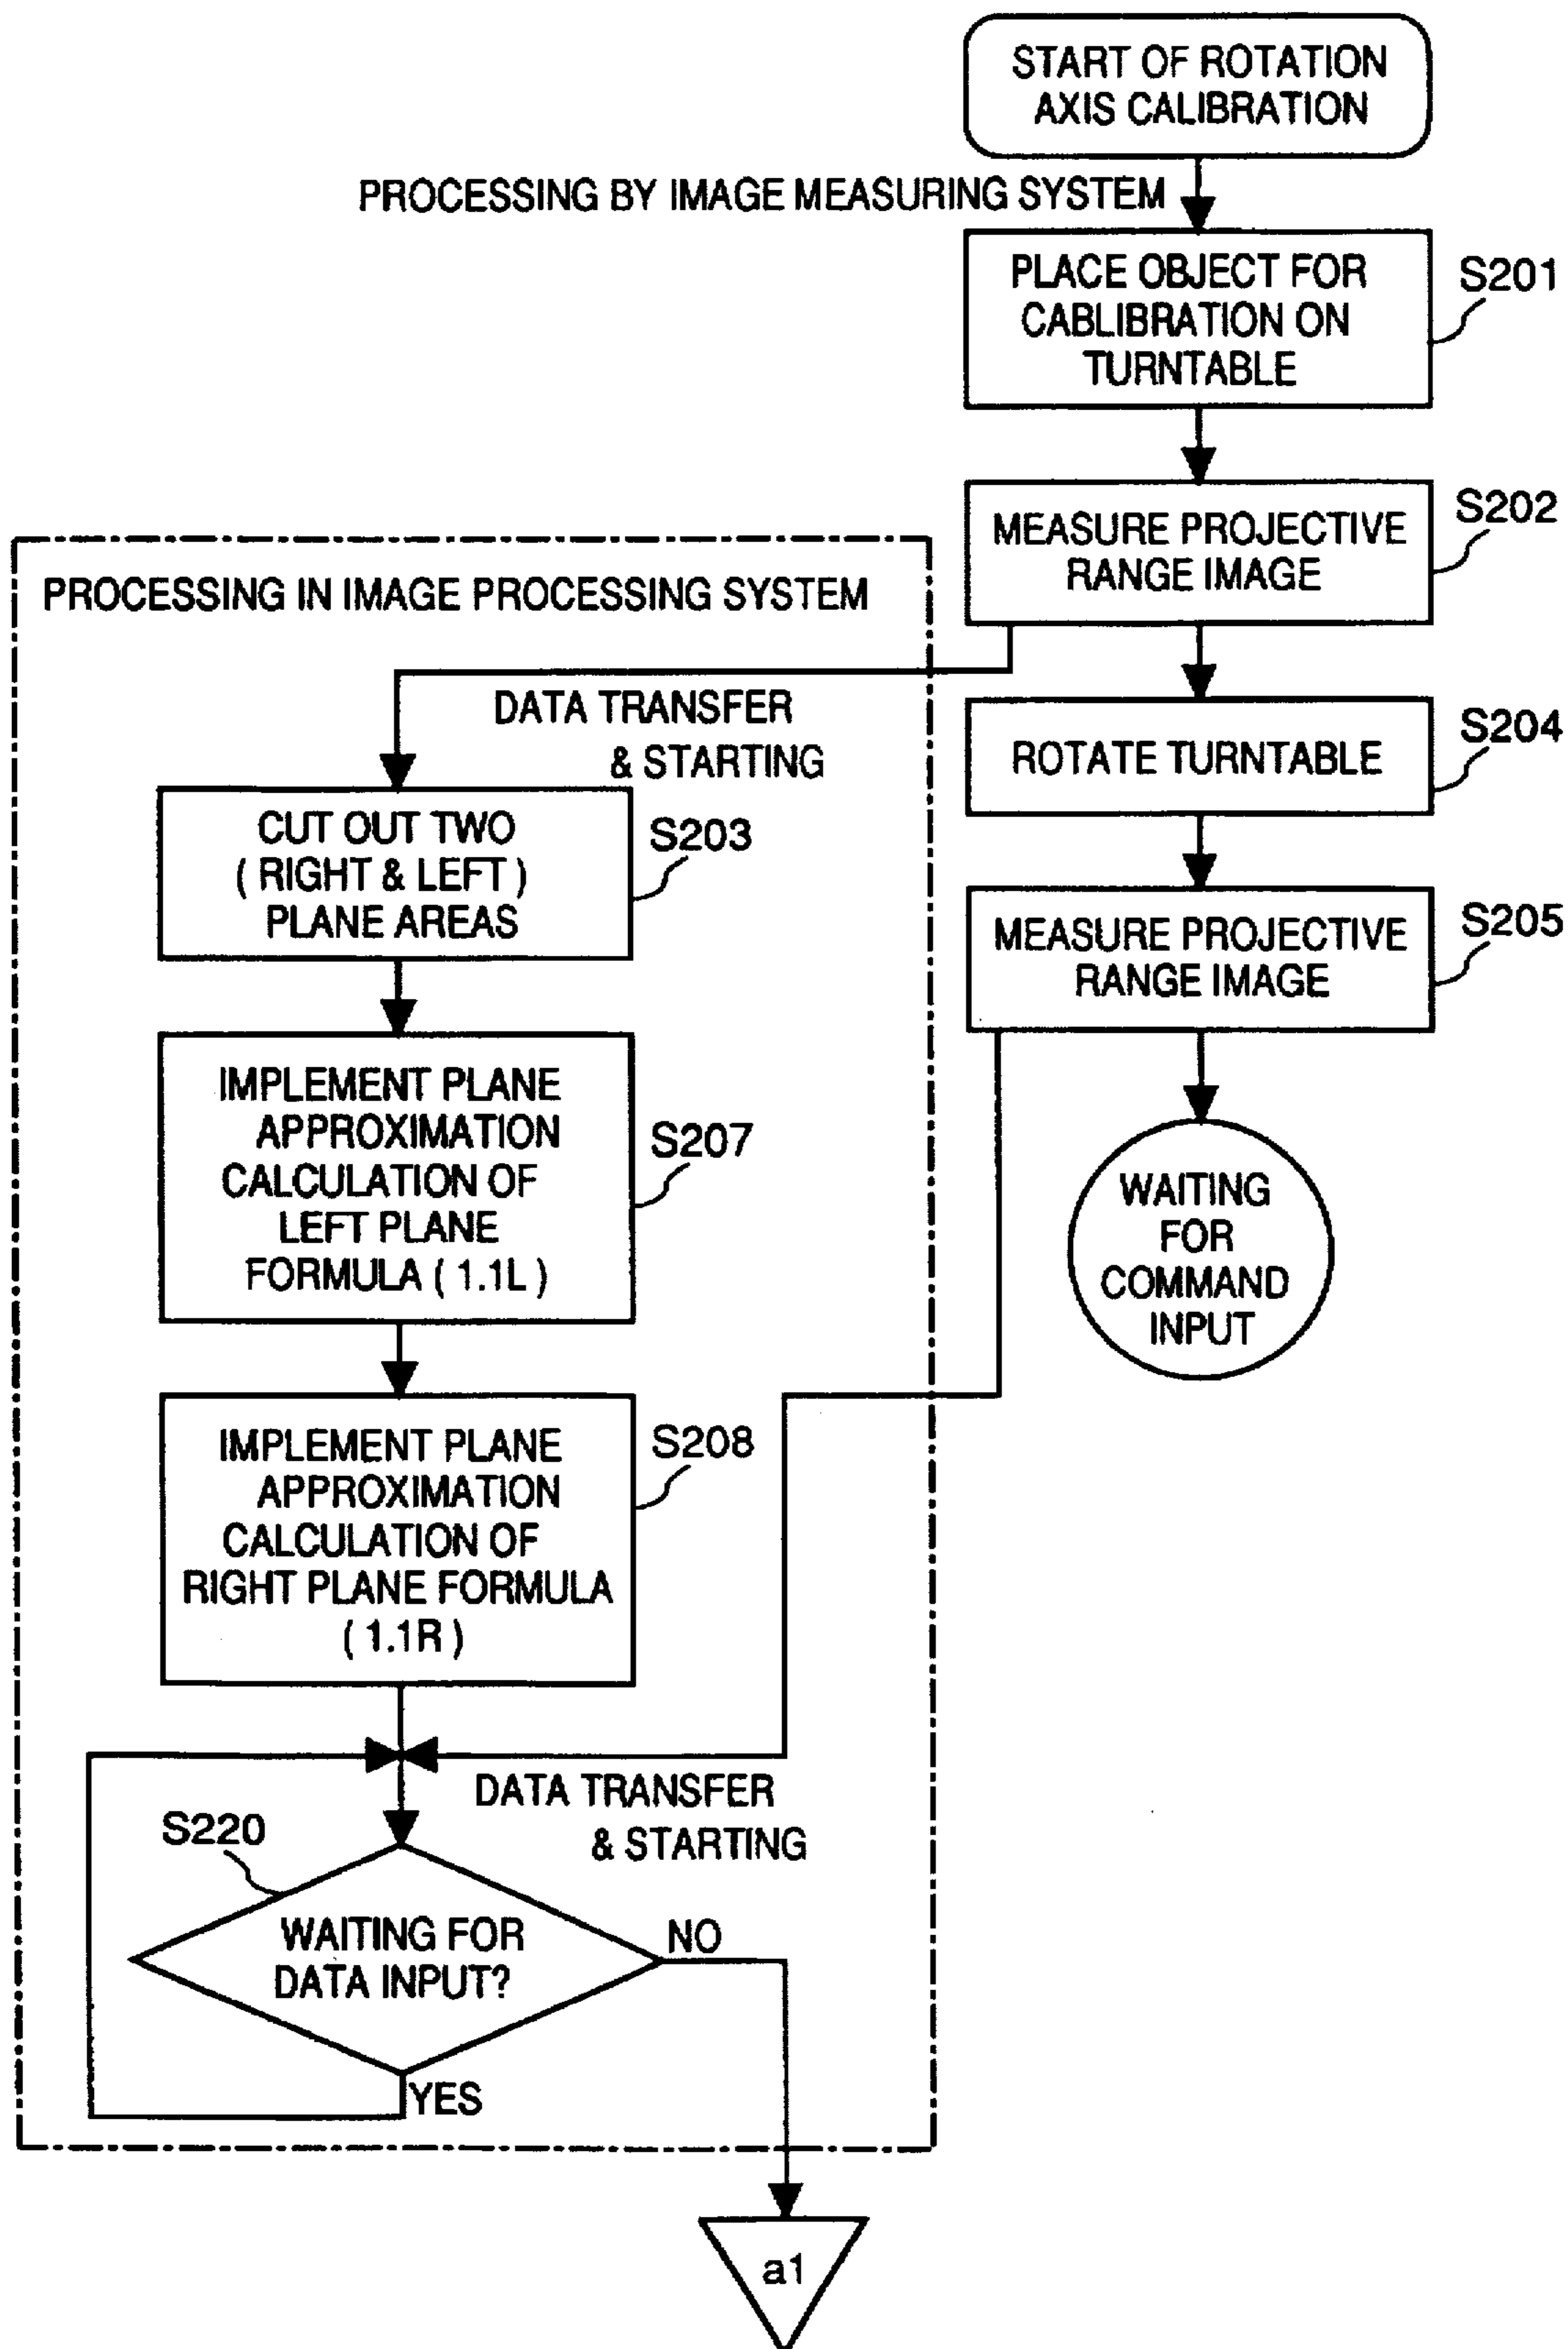 START OF ROTATION
AXIS CALIBRATION
PROCESSING BY IMAGE MEASURING SYSTEM
PLACE OBJECT FOR
CABLIBRATION ON
TURNTABLE
S201
MEASURE PROJECTIVE
RANGE IMAGE
S202
PROCESSING IN IMAGE PROCESSING SYSTEM
DATA TRANSFER
& STARTING
ROTATE TURNTABLE
S204
CUT OUT TWO
( RIGHT & LEFT )
PLANE AREAS
S203
MEASURE PROJECTIVE
RANGE IMAGE
S205
IMPLEMENT PLANE
APPROXIMATION
CALCULATION OF
LEFT PLANE
FORMULA ( 1.1L )
S207
WAITING
FOR
COMMAND
INPUT
IMPLEMENT PLANE
APPROXIMATION
CALCULATION OF
RIGHT PLANE FORMULA
( 1.1R )
S208
DATA TRANSFER
& STARTING
S220
WAITING FOR
DATA INPUT?
NO
YES
a1